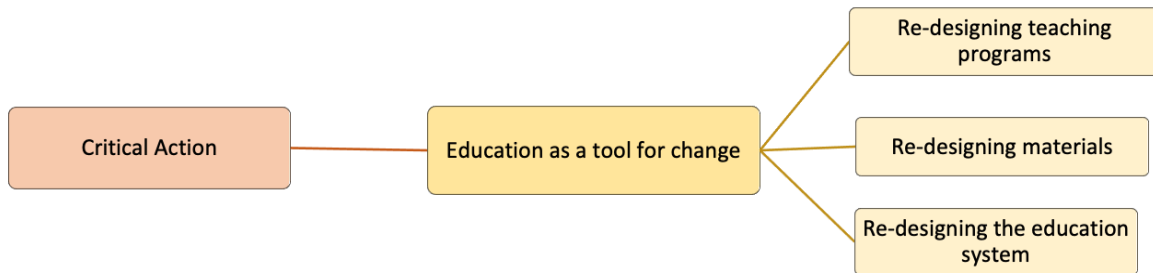 Critical Action
Education as a tool for change
Re-designing teaching
programs
Re-designing materials
Re-designing the education
system